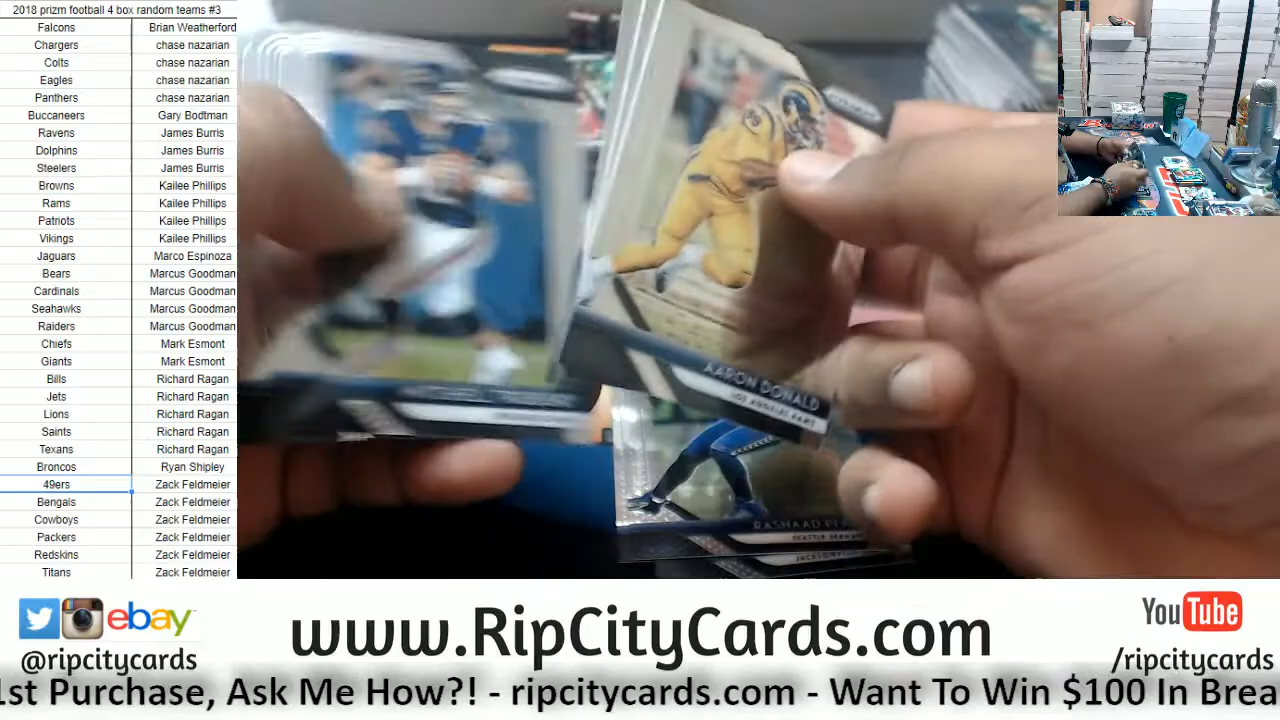 2018 prizm football 4 box random teams #3
Falcons Brian Weatherford
Chargers chase nazarian
Colts chase nazarian
Eagles chase nazarian
Panthers chase nazarian
Buccaneers Gary Bodtman
Ravens James Burris
Dolphins James Burris
Steelers James Burris
Browns Kailee Phillips
Rams Kailee Phillips
Patriots Kailee Phillips
Vikings Kailee Phillips
Jaguars Marco Espinoza
Bears Marcus Goodman
Cardinals Marcus Goodman
Seahawks Marcus Goodman
Raiders Marcus Goodman
Chiefs Mark Esmont
Giants Mark Esmont
Bills Richard Ragan
Jets Richard Ragan
Lions Richard Ragan
Saints Richard Ragan
Texans Richard Ragan
Broncos Ryan Shipley
49ers Zack Feldmeier
Bengals Zack Feldmeier
Cowboys Zack Feldmeier
Packers Zack Feldmeier
Redskins Zack Feldmeier
Titans Zack Feldmeier
AARON DONALD
LOS ANGELES RAMS
RASHAAD
SEATTLE
ebay
@ripcitycards
www.RipCityCards.com
YouTube
/ripcitycards
1st Purchase, Ask Me How?! - ripcitycards.com - Want To Win $100 In Brea